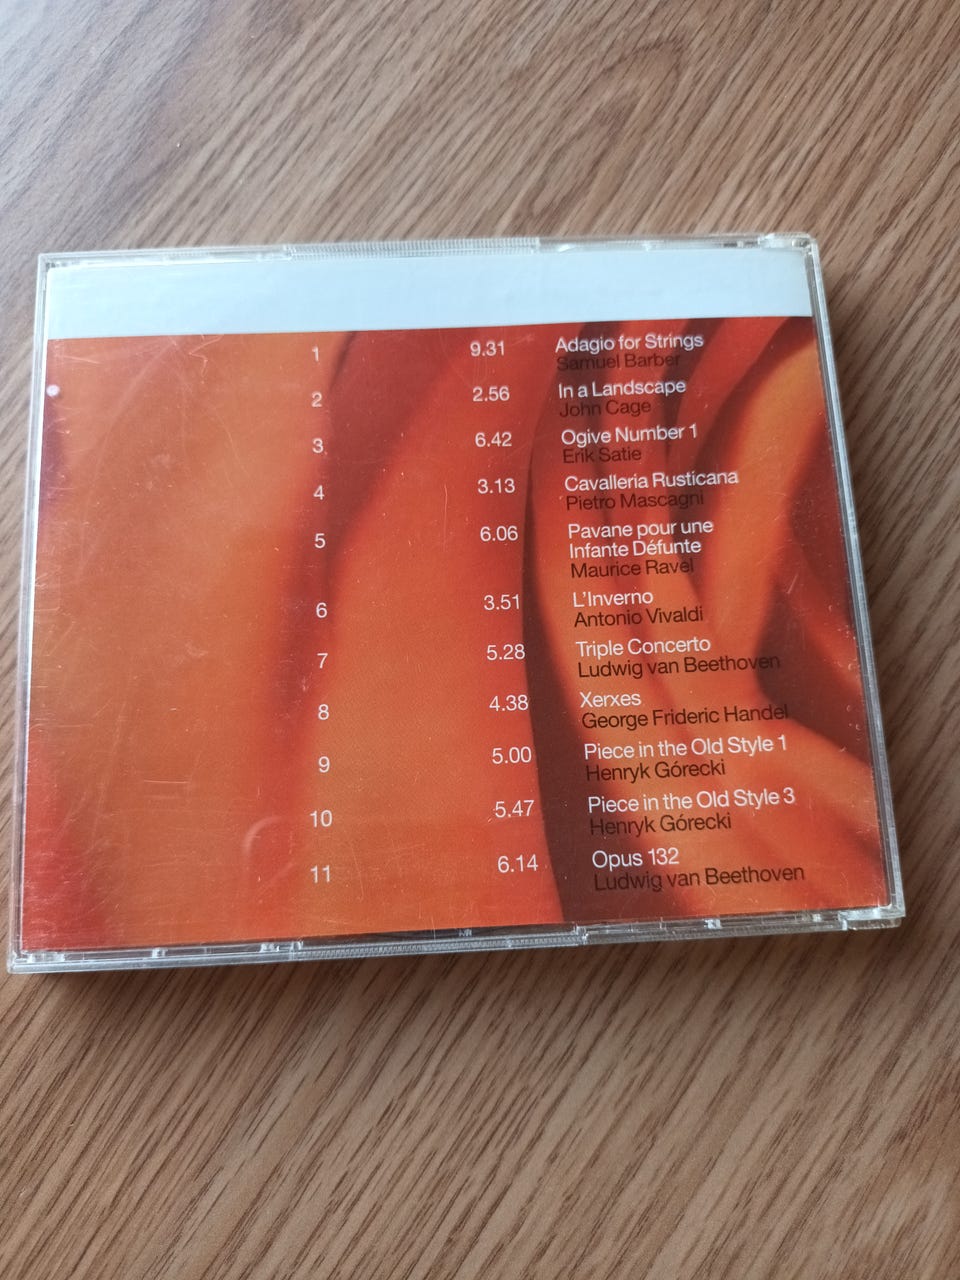 1 9.31 Adagio for Strings
Samuel Barber
2 2.56 In a Landscape
John Cage
3 6.42 Ogive Number 1
Erik Satie
4 3.13 Cavalleria Rusticana
Pietro Mascagni
5 6.06 Pavane pour une
Infante Défunte
Maurice Ravel
6 3.51 L'Inverno
Antonio Vivaldi
7 5.28 Triple Concerto
Ludwig van Beethoven
8 4.38 Xerxes
George Frideric Handel
9 5.00 Piece in the Old Style 1
Henryk Górecki
10 5.47 Piece in the Old Style 3
Henryk Górecki
11 6.14 Opus 132
Ludwig van Beethoven